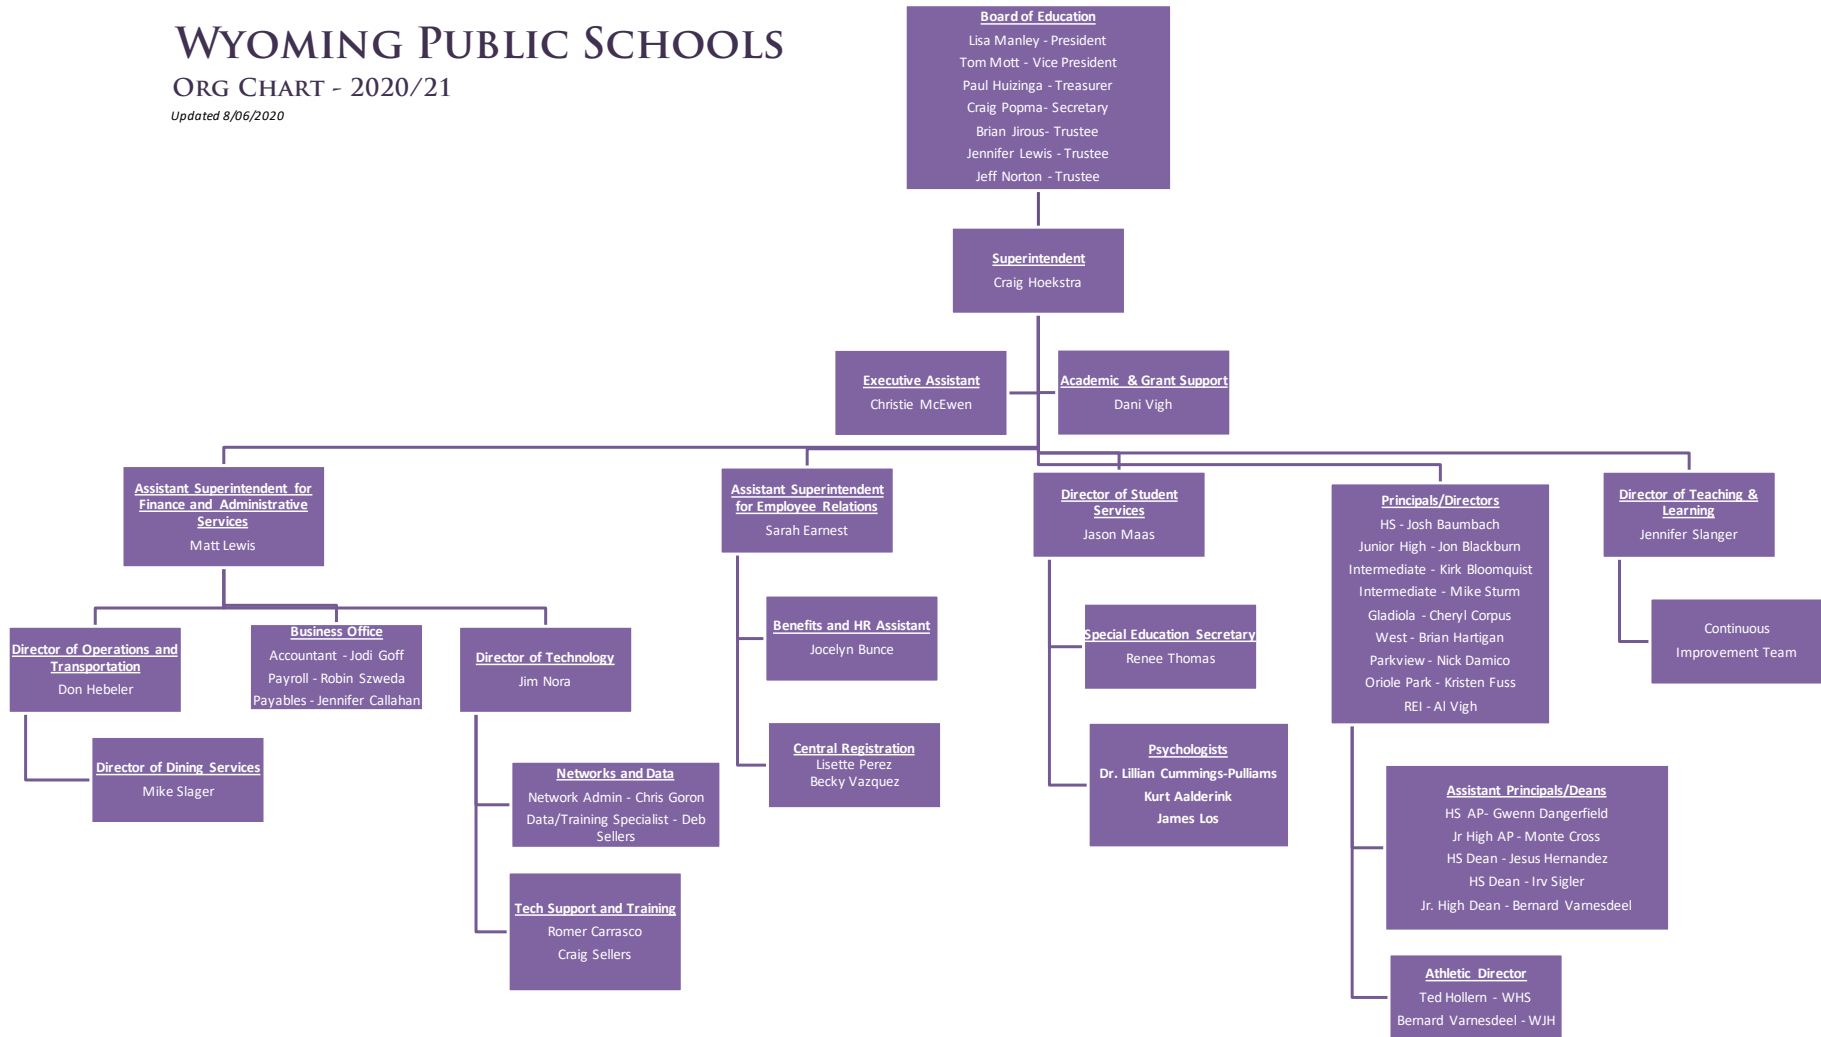 WYOMING PUBLIC SCHOOLS
ORG CHART - 2020/21
Updated 8/06/2020
Board of Education
Lisa Manley - President
Tom Mott - Vice President
Paul Huizinga - Treasurer
Craig Popma- Secretary
Brian Jirous- Trustee
Jennifer Lewis - Trustee
Jeff Norton - Trustee
Superintendent
Craig Hoekstra
Executive Assistant
Christie McEwen
Academic & Grant Support
Dani Vigh
Assistant Superintendent for
Finance and Administrative
Services
Matt Lewis
Assistant Superintendent
for Employee Relations
Sarah Earnest
Director of Student
Services
Jason Maas
Principals/Directors
HS - Josh Baumbach
Junior High - Jon Blackburn
Intermediate - Kirk Bloomquist
Intermediate - Mike Sturm
Gladiola - Cheryl Corpus
West - Brian Hartigan
Parkview - Nick Damico
Oriole Park - Kristen Fuss
REI - Al Vigh
Director of Teaching &
Learning
Jennifer Slanger
Director of Operations and
Transportation
Don Hebeler
Business Office
Accountant - Jodi Goff
Payroll - Robin Szweda
Payables - Jennifer Callahan
Director of Technology
Jim Nora
Benefits and HR Assistant
Jocelyn Bunce
Special Education Secretary
Renee Thomas
Continuous
Improvement Team
Director of Dining Services
Mike Slager
Networks and Data
Network Admin - Chris Goron
Data/Training Specialist - Deb
Sellers
Central Registration
Lisette Perez
Becky Vazquez
Psychologists
Dr. Lillian Cummings-Pulliams
Kurt Aalderink
James Los
Assistant Principals/Deans
HS AP- Gwenn Dangerfield
Jr High AP - Monte Cross
HS Dean - Jesus Hernandez
HS Dean - Irv Sigler
Jr. High Dean - Bernard Varnesdeel
Tech Support and Training
Romer Carrasco
Craig Sellers
Athletic Director
Ted Hollern - WHS
Bernard Varnesdeel - WJH